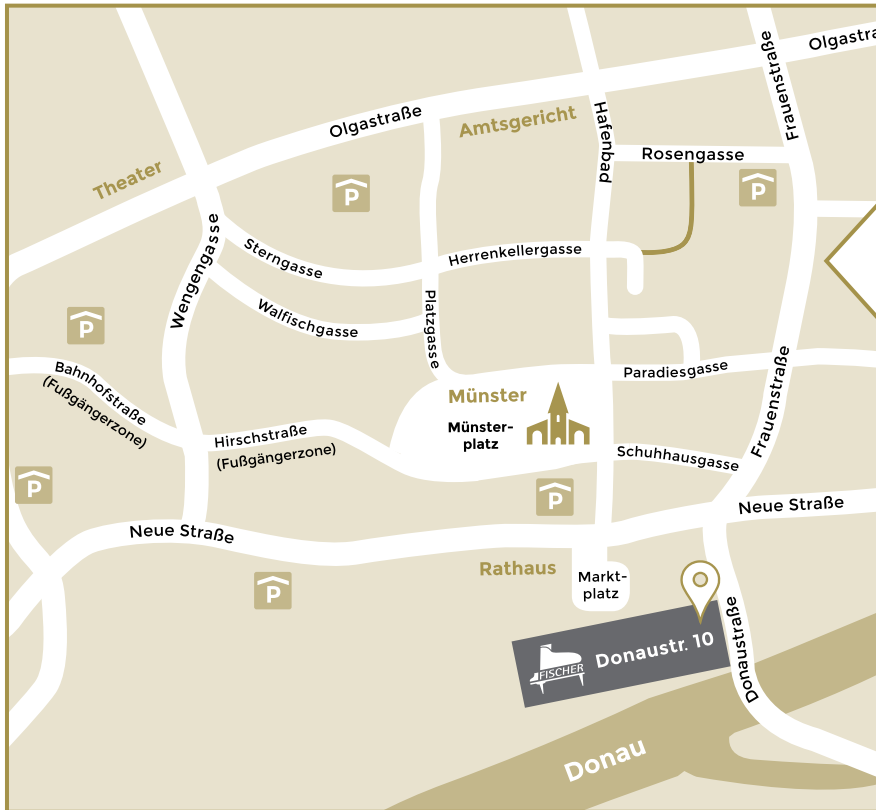 Olgastra
Frauenstraße
Olgastraße
Amtsgericht
Hafenbad
Rosengasse
Theater
P
P
Wengengasse
Sterngasse
Herrenkellergasse
Platzgasse
Walfischgasse
P
Bahnhofstraße
(Fußgängerzone)
Paradiesgasse
Frauenstraße
Münster
Münster-
platz
Hirschstraße
(Fußgängerzone)
Schuhhausgasse
P
P
Neue Straße
Neue Straße
Rathaus
Markt-
platz
P
Donaustraße
FISCHER
Donaustr. 10
Donau